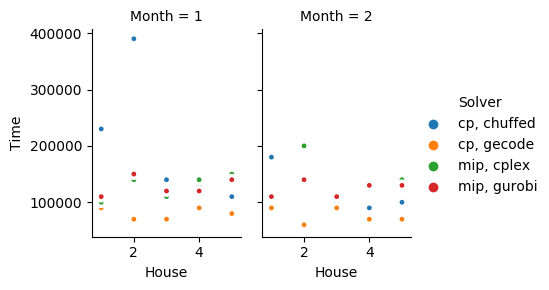 Month = 1
Month = 2
400000
300000
200000
100000
Time
2
4
2
4
House
House
Solver
cp, chuffed
cp, gecode
mip, cplex
mip, gurobi